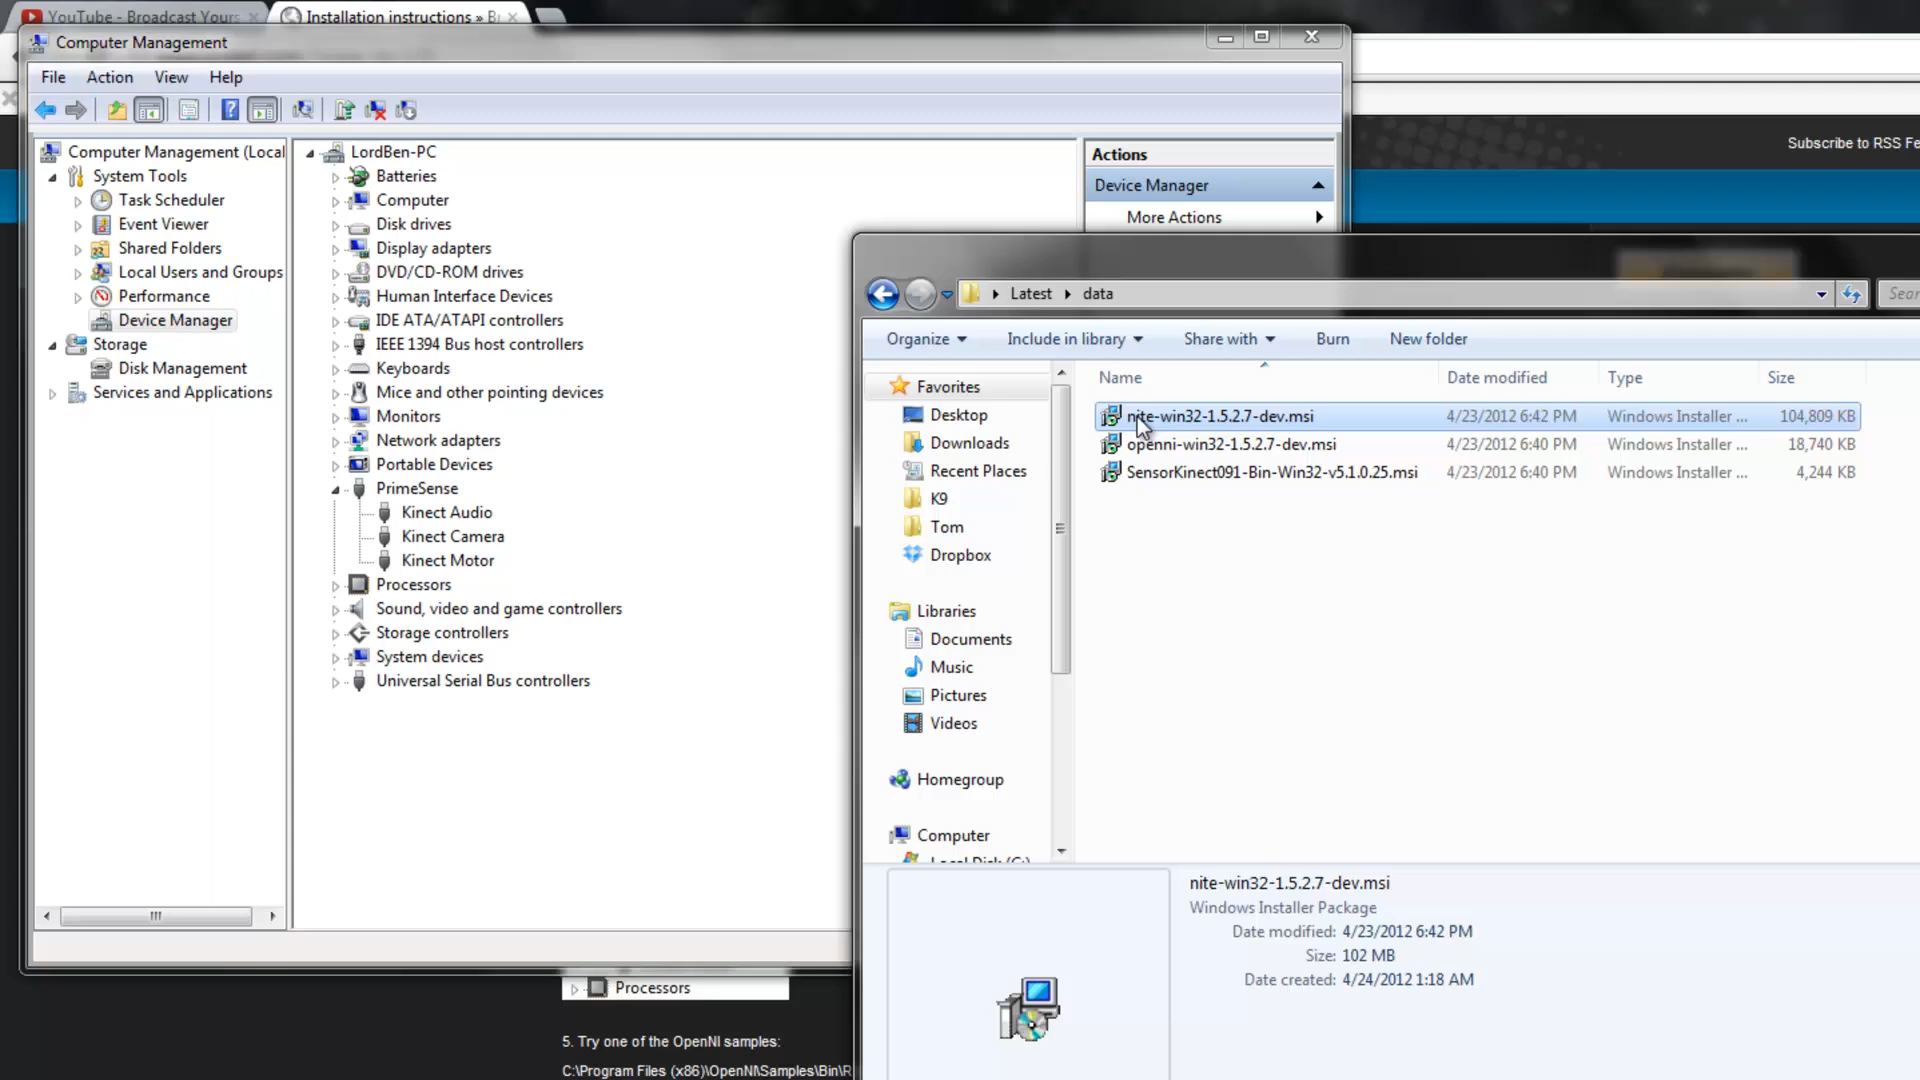 YouTube - Broadcast Yours
Installation instructions » Br
Computer Management
File Action View Help
Computer Management (Local
System Tools
Task Scheduler
Event Viewer
Shared Folders
Local Users and Groups
Performance
Device Manager
Storage
Disk Management
Services and Applications
LordBen-PC
Batteries
Computer
Disk drives
Display adapters
DVD/CD-ROM drives
Human Interface Devices
IDE ATA/ATAPI controllers
IEEE 1394 Bus host controllers
Keyboards
Mice and other pointing devices
Monitors
Network adapters
Portable Devices
PrimeSense
Kinect Audio
Kinect Camera
Kinect Motor
Processors
Sound, video and game controllers
Storage controllers
System devices
Universal Serial Bus controllers
Actions
Device Manager
More Actions
Subscribe to RSS Fe
Latest data
Sear
Organize Include in library Share with Burn New folder
Favorites
Desktop
Downloads
Recent Places
K9
Tom
Dropbox
Libraries
Documents
Music
Pictures
Videos
Homegroup
Computer
Local Disk (C:)
Name Date modified Type Size
nite-win32-1.5.2.7-dev.msi 4/23/2012 6:42 PM Windows Installer ... 104,809 KB
openni-win32-1.5.2.7-dev.msi 4/23/2012 6:40 PM Windows Installer ... 18,740 KB
SensorKinect091-Bin-Win32-v5.1.0.25.msi 4/23/2012 6:40 PM Windows Installer ... 4,244 KB
nite-win32-1.5.2.7-dev.msi
Windows Installer Package
Date modified: 4/23/2012 6:42 PM
Size: 102 MB
Date created: 4/24/2012 1:18 AM
Processors
5. Try one of the OpenNI samples:
C:\Program Files (x86)\OpenNI\Samples\Bin\R